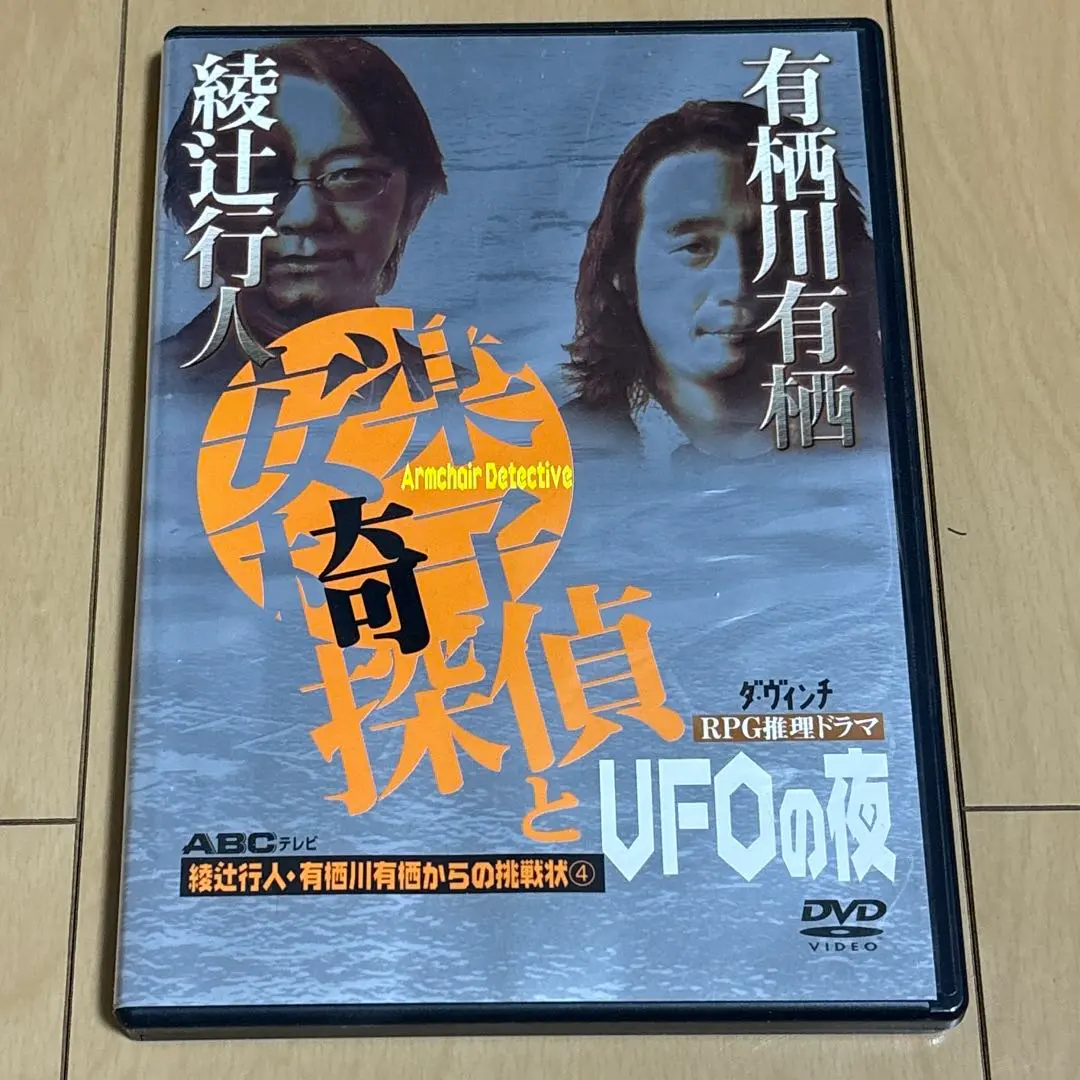 綾辻行人
有栖川有栖
安楽椅子探偵と
Armchair Detective
ダ・ヴィンチ
RPG推理ドラマ
UFOの夜
ABCテレビ
綾辻行人・有栖川有栖からの挑戦状④
DVD
VIDEO